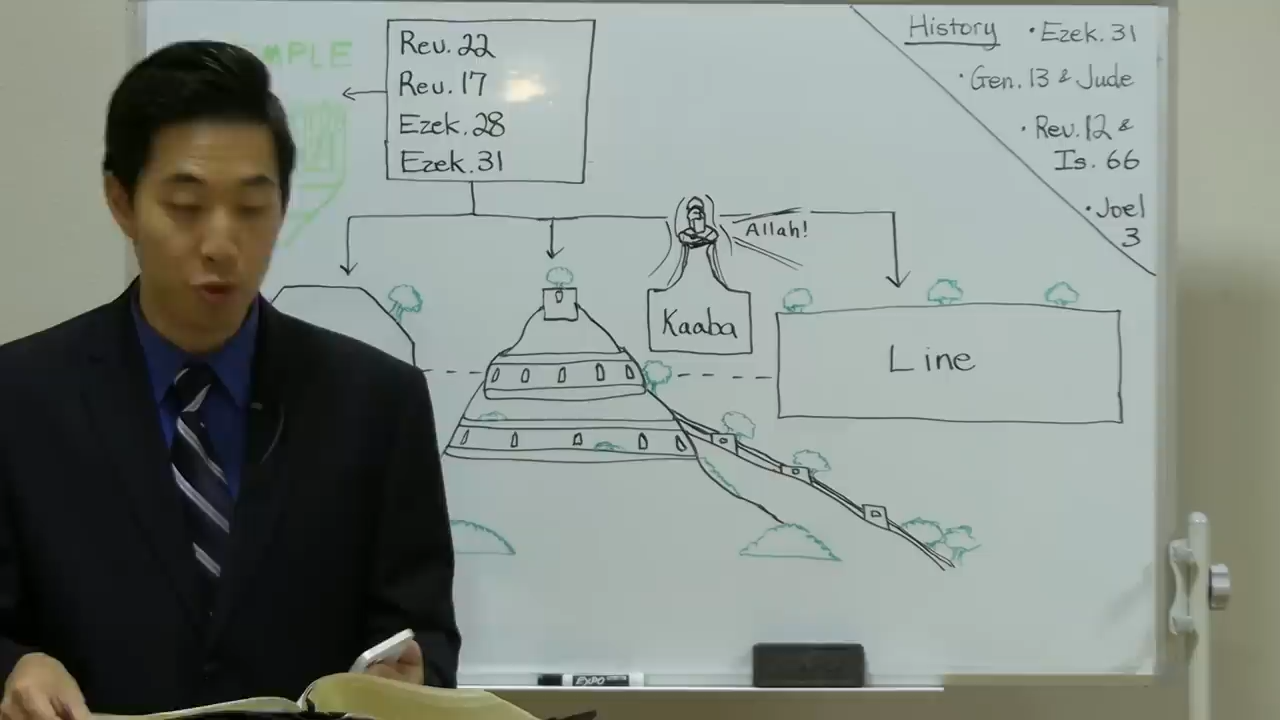 MPLE
Rev. 22
Rev. 17
Ezek. 28
Ezek. 31
History • Ezek. 31
• Gen. 13 & Jude
• Rev. 12 &
Is. 66
• Joel
3
Allah!
Kaaba
Line
EXPO